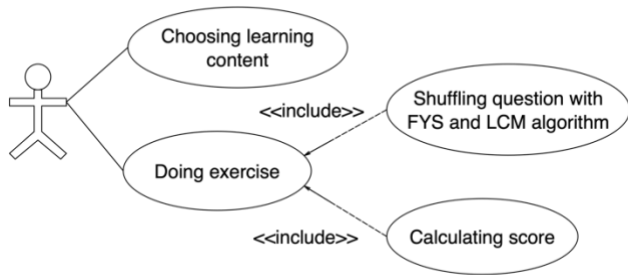 Choosing learning
content
<<include>>
Shuffling question with
FYS and LCM algorithm
Doing exercise
<<include>>
Calculating score